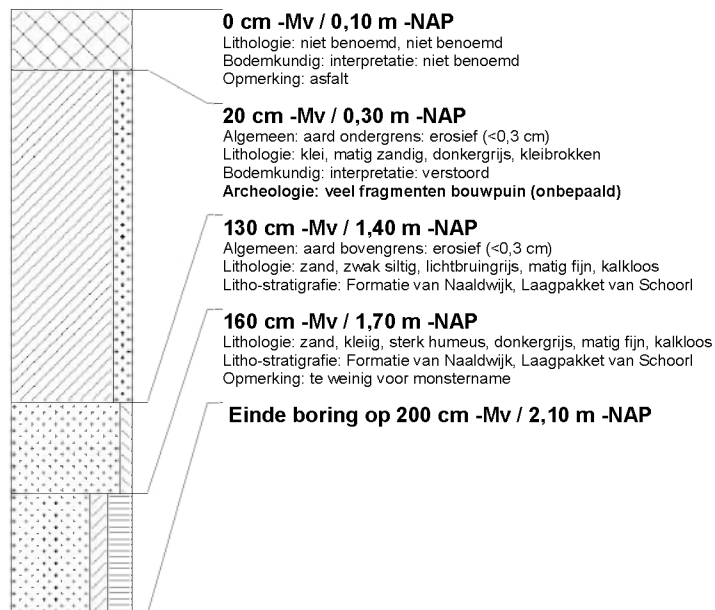 0 cm -Mv / 0,10 m -NAP
Lithologie: niet benoemd, niet benoemd
Bodemkundig: interpretatie: niet benoemd
Opmerking: asfalt
20 cm -Mv / 0,30 m -NAP
Algemeen: aard ondergrens: erosief (<0,3 cm)
Lithologie: klei, matig zandig, donkergrijs, kleibrokken
Bodemkundig: interpretatie: verstoord
Archeologie: veel fragmenten bouwpuin (onbepaald)
130 cm -Mv / 1,40 m -NAP
Algemeen: aard bovengrens: erosief (<0,3 cm)
Lithologie: zand, zwak siltig, lichtbruingrijs, matig fijn, kalkloos
Litho-stratigrafie: Formatie van Naaldwijk, Laagpakket van Schoorl
160 cm -Mv / 1,70 m -NAP
Lithologie: zand, kleiig, sterk humeus, donkergrijs, matig fijn, kalkloos
Litho-stratigrafie: Formatie van Naaldwijk, Laagpakket van Schoorl
Opmerking: te weinig voor monstername
Einde boring op 200 cm -Mv / 2,10 m -NAP